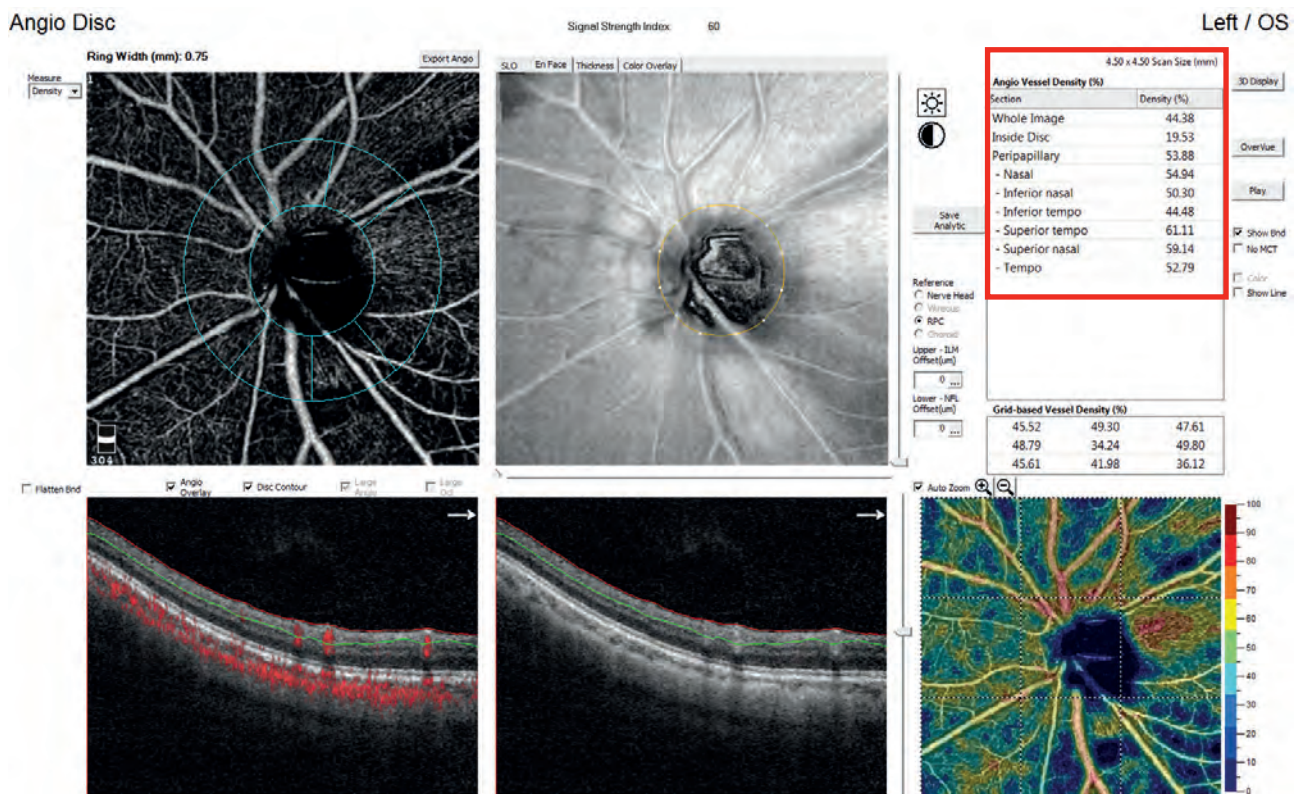 Angio Disc
Signal Strength Index 60
Left / OS
Ring Width (mm): 0.75
Export Angio
Measure
Density
1
304
SLO En Face Thickness Color Overlay
Save
Analytic
Reference
Nerve Head
Vitreous
RPC
Choroid
Upper - ILM
Offset(um)
0 ...
Lower - NFL
Offset(um)
0 ...
4.50 x 4.50 Scan Size (mm)
Angio Vessel Density (%)
Section Density (%)
Whole Image 44.38
Inside Disc 19.53
Peripapillary 53.88
- Nasal 54.94
- Inferior nasal 50.30
- Inferior tempo 44.48
- Superior tempo 61.11
- Superior nasal 59.14
- Tempo 52.79
3D Display
OverVue
Play
Show Bnd
No MCT
Color
Show Line
Grid-based Vessel Density (%)
45.52 49.30 47.61
48.79 34.24 49.80
45.61 41.98 36.12
Flatten Bnd
Angio
Overlay
Disc Contour
Large
Angio
Large
Oct
Auto Zoom
100
90
80
70
60
50
40
30
20
10
0